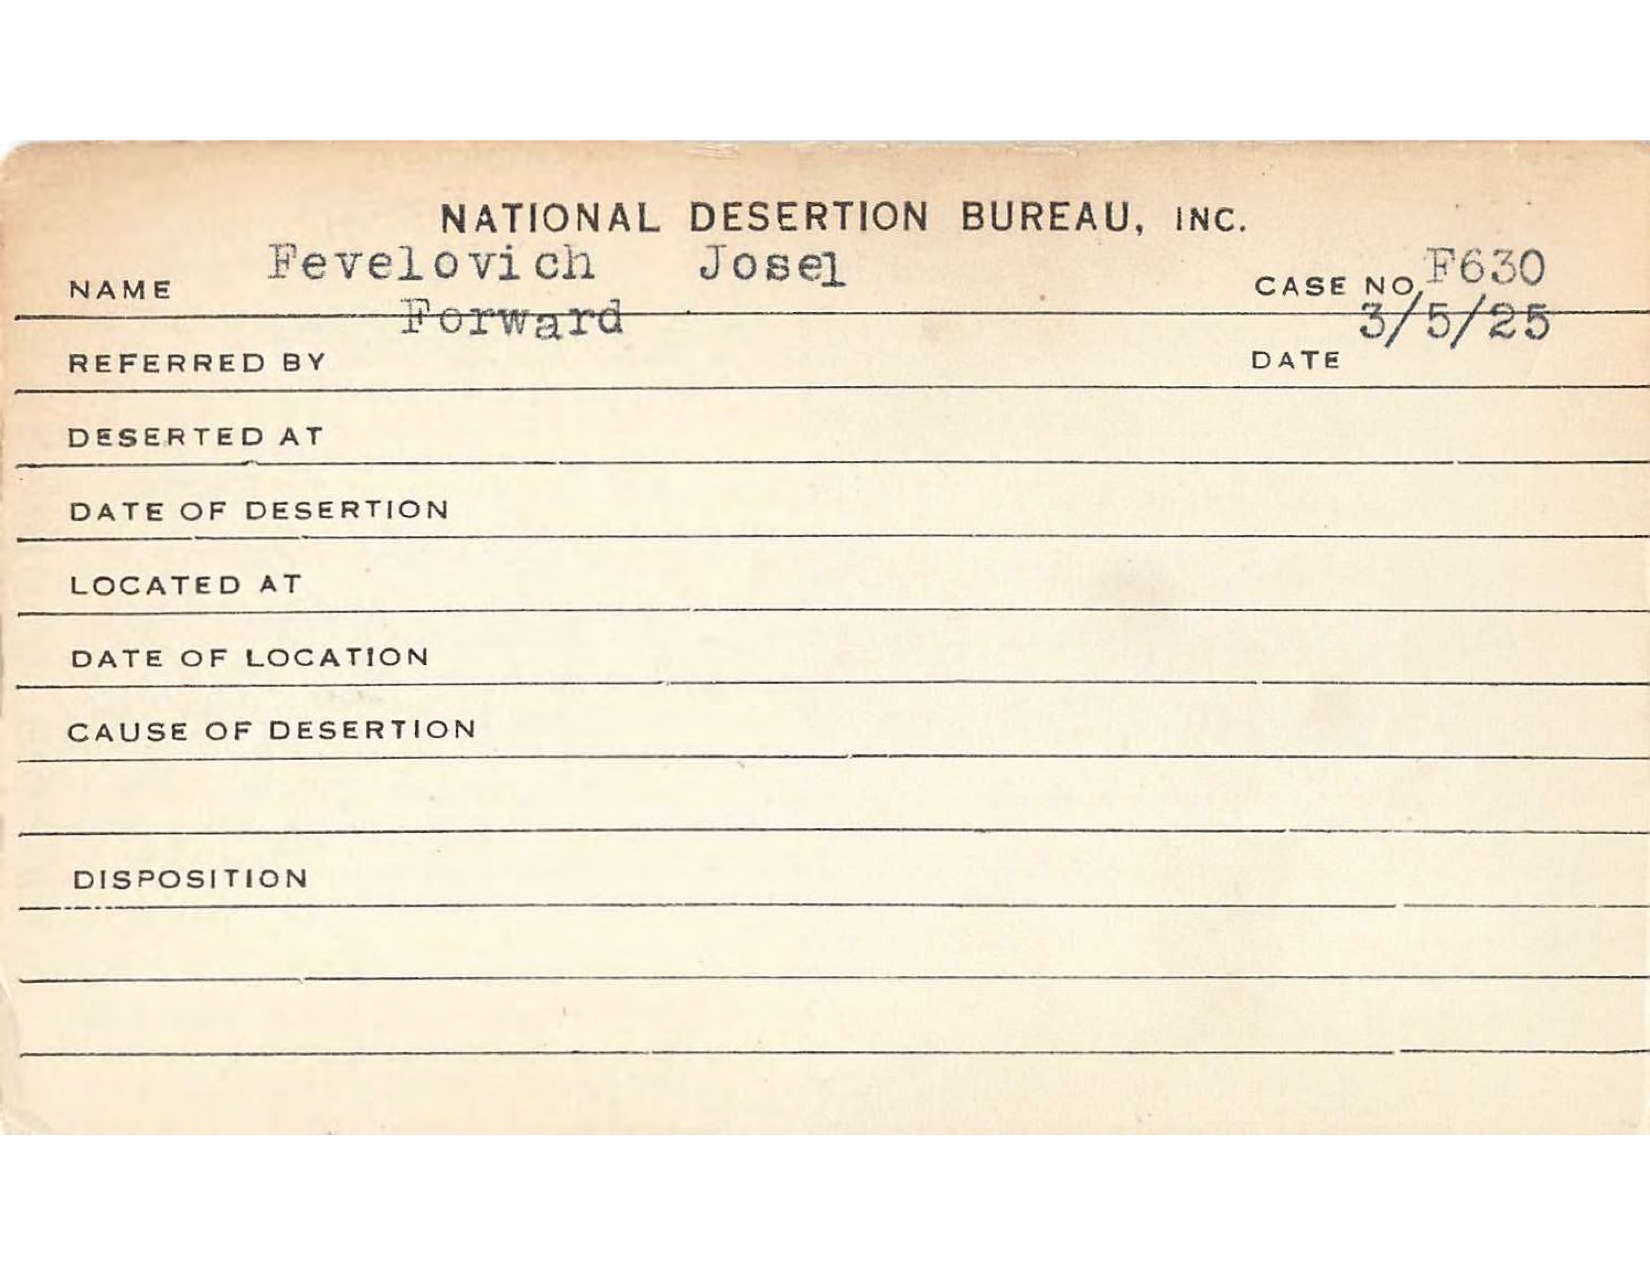 NATIONAL DESERTION BUREAU, INC.
NAME Fevelovich Josel CASE NO. F630
REFERRED BY Forward DATE 3/5/25
DESERTED AT
DATE OF DESERTION
LOCATED AT
DATE OF LOCATION
CAUSE OF DESERTION
DISPOSITION